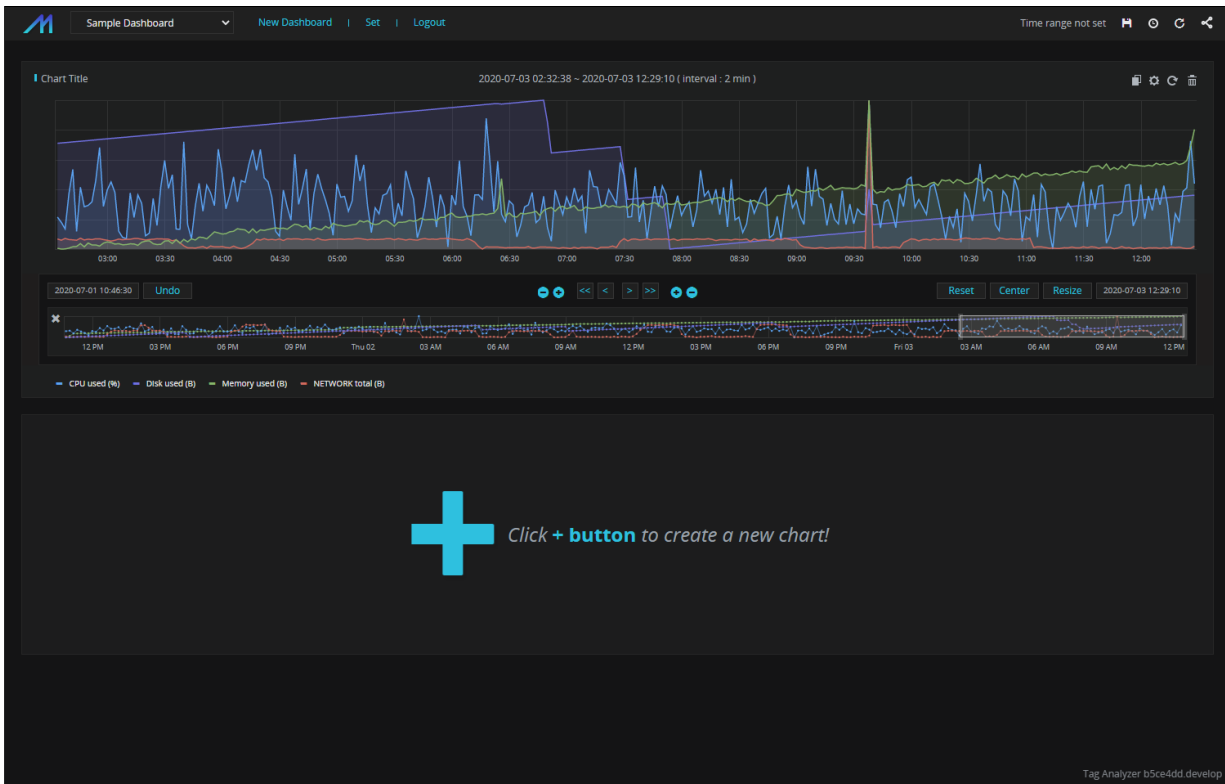 Sample Dashboard New Dashboard | Set | Logout Time range not set
Chart Title 2020-07-03 02:32:38 ~ 2020-07-03 12:29:10 ( interval : 2 min )
03:00 03:30 04:00 04:30 05:00 05:30 06:00 06:30 07:00 07:30 08:00 08:30 09:00 09:30 10:00 10:30 11:00 11:30 12:00
2020-07-01 10:46:30 Undo << < > >> Reset Center Resize 2020-07-03 12:29:10
12 PM 03 PM 06 PM 09 PM Thu 02 03 AM 06 AM 09 AM 12 PM 03 PM 06 PM 09 PM Fri 03 03 AM 06 AM 09 AM 12 PM
CPU used (%) DIsk used (B) Memory used (B) NETWORK total (B)
Click + button to create a new chart!
Tag Analyzer b5ce4dd.develop